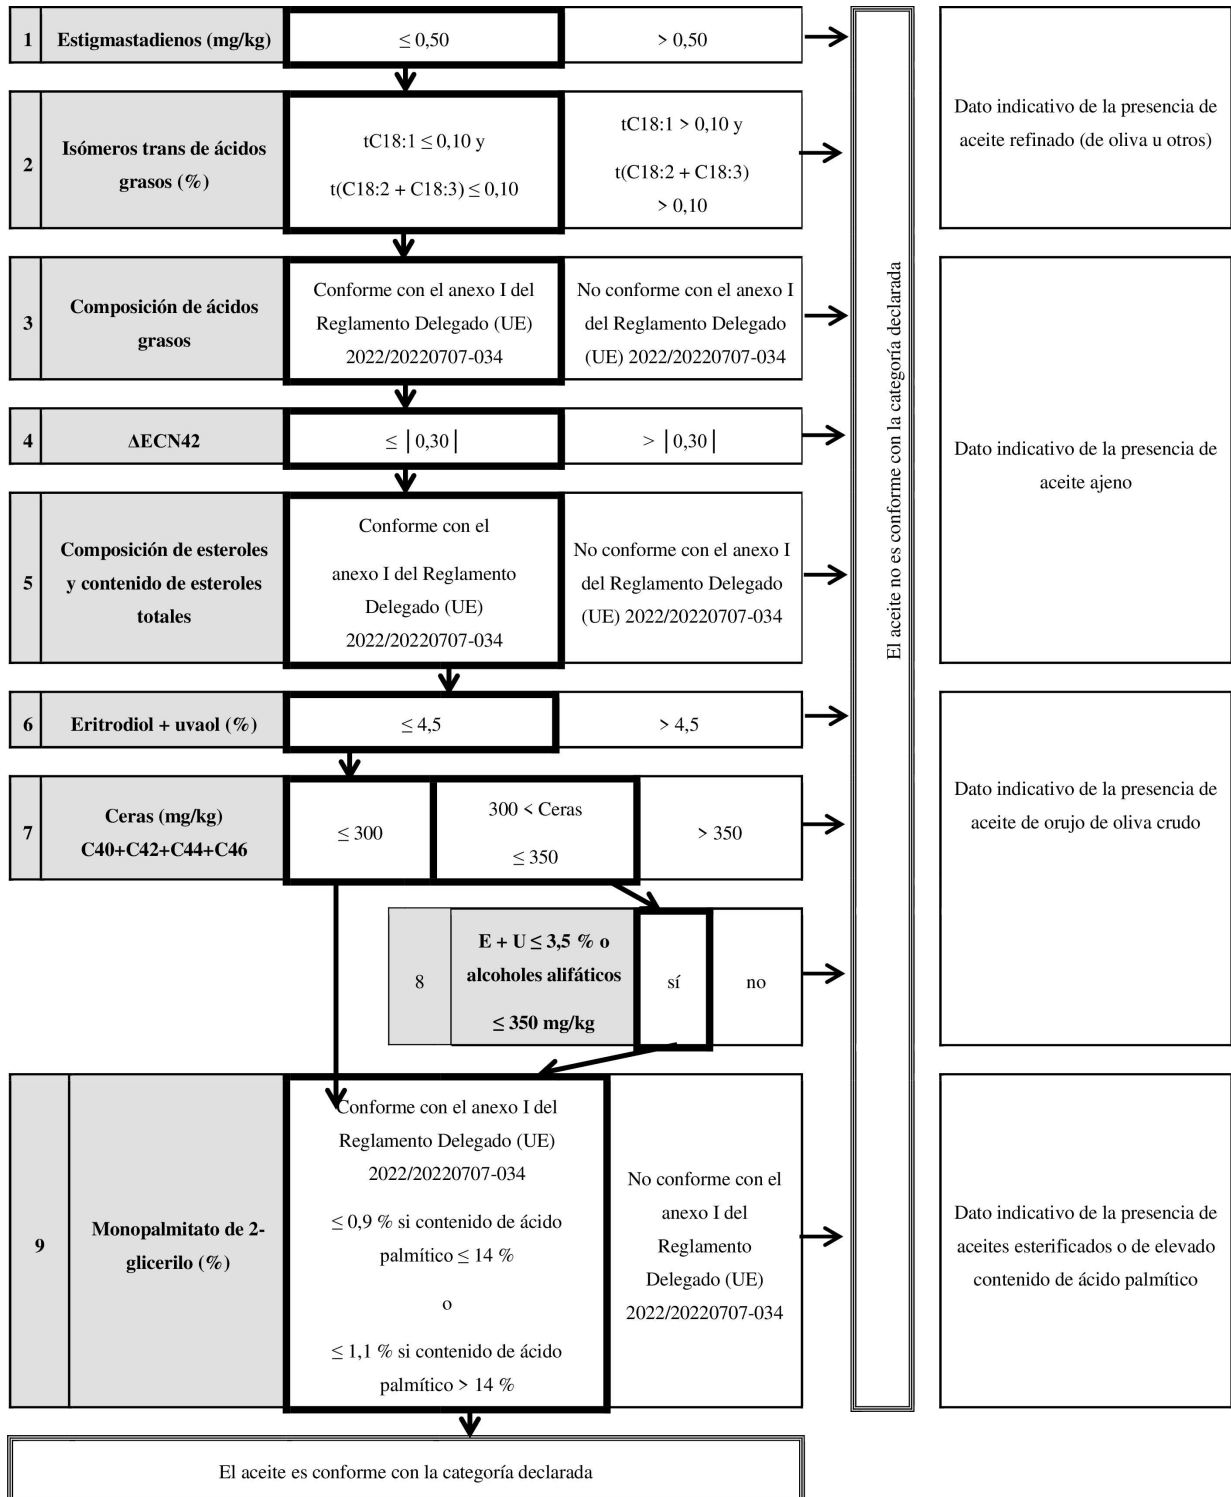 1
Estigmastadienos (mg/kg)
≤ 0,50
> 0,50
2
Isómeros trans de ácidos
grasos (%)
tC18:1 ≤ 0,10 y
t(C18:2 + C18:3) ≤ 0,10
tC18:1 > 0,10 y
t(C18:2 + C18:3)
> 0,10
Dato indicativo de la presencia de
aceite refinado (de oliva u otros)
3
Composición de ácidos
grasos
Conforme con el anexo I del
Reglamento Delegado (UE)
2022/20220707-034
No conforme con el anexo I
del Reglamento Delegado
(UE) 2022/20220707-034
4
ΔECN42
≤ |0,30|
> |0,30|
5
Composición de esteroles
y contenido de esteroles
totales
Conforme con el
anexo I del Reglamento
Delegado (UE)
2022/20220707-034
No conforme con el anexo I
del Reglamento Delegado
(UE) 2022/20220707-034
Dato indicativo de la presencia de
aceite ajeno
El aceite no es conforme con la categoría declarada
6
Eritrodiol + uvaol (%)
≤ 4,5
> 4,5
7
Ceras (mg/kg)
C40+C42+C44+C46
≤ 300
300 < Ceras
≤ 350
> 350
Dato indicativo de la presencia de
aceite de orujo de oliva crudo
8
E + U ≤ 3,5 % o
alcoholes alifáticos
≤ 350 mg/kg
sí
no
9
Monopalmitato de 2-
glicerilo (%)
Conforme con el anexo I del
Reglamento Delegado (UE)
2022/20220707-034
≤ 0,9 % si contenido de ácido
palmítico ≤ 14 %
o
≤ 1,1 % si contenido de ácido
palmítico > 14 %
No conforme con el
anexo I del
Reglamento
Delegado (UE)
2022/20220707-034
Dato indicativo de la presencia de
aceites esterificados o de elevado
contenido de ácido palmítico
El aceite es conforme con la categoría declarada